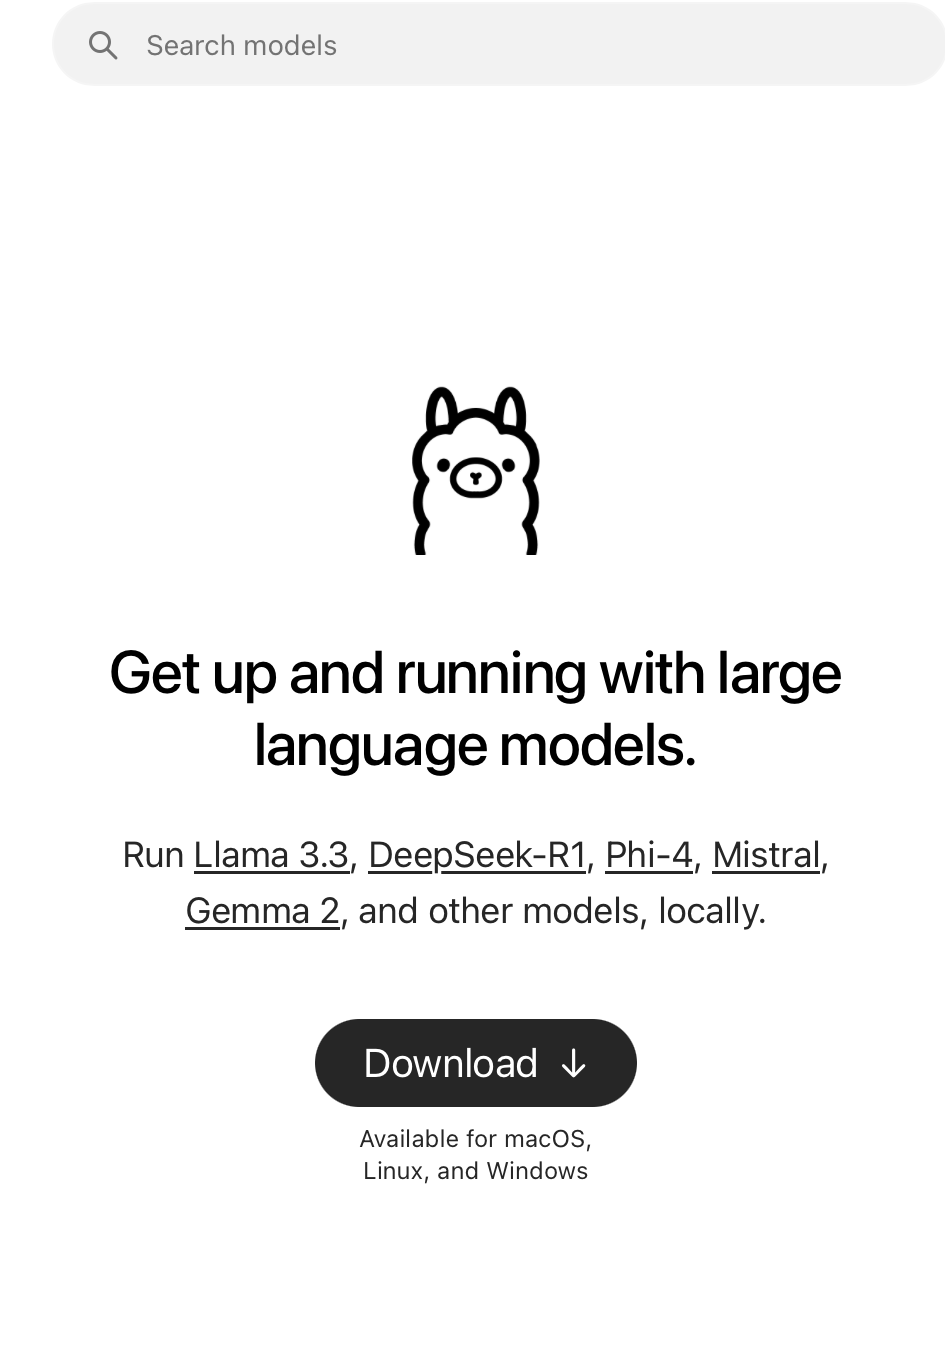 Search models
Get up and running with large
language models.
Run Llama 3.3, DeepSeek-R1, Phi-4, Mistral,
Gemma 2, and other models, locally.
Download ↓
Available for macOS,
Linux, and Windows